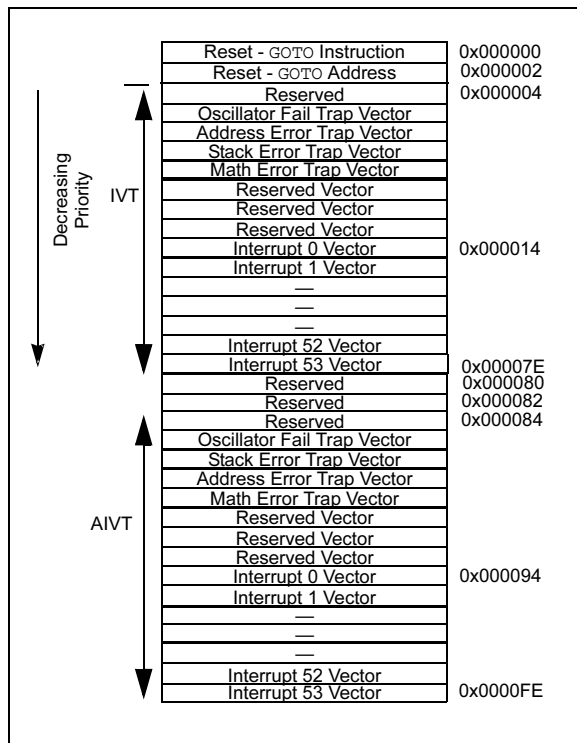 Reset - GOTO Instruction 0x000000
Reset - GOTO Address 0x000002
Reserved 0x000004
Oscillator Fail Trap Vector
Address Error Trap Vector
Stack Error Trap Vector
Math Error Trap Vector
Reserved Vector
Reserved Vector
Reserved Vector
Interrupt 0 Vector 0x000014
Interrupt 1 Vector
—
—
—
Interrupt 52 Vector
Interrupt 53 Vector 0x00007E
Reserved 0x000080
Reserved 0x000082
Reserved 0x000084
Oscillator Fail Trap Vector
Stack Error Trap Vector
Address Error Trap Vector
Math Error Trap Vector
Reserved Vector
Reserved Vector
Reserved Vector
Interrupt 0 Vector 0x000094
Interrupt 1 Vector
—
—
—
Interrupt 52 Vector
Interrupt 53 Vector 0x0000FE
Decreasing
Priority
IVT
AIVT